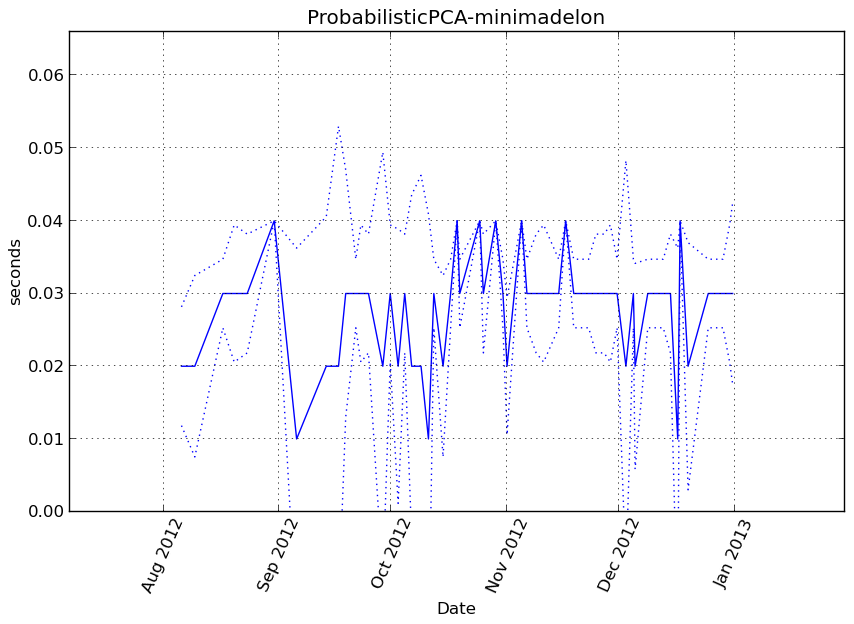 ProbabilisticPCA-minimadelon
0.06
0.05
0.04
0.03
0.02
0.01
0.00
seconds
Aug 2012
Sep 2012
Oct 2012
Nov 2012
Dec 2012
Jan 2013
Date